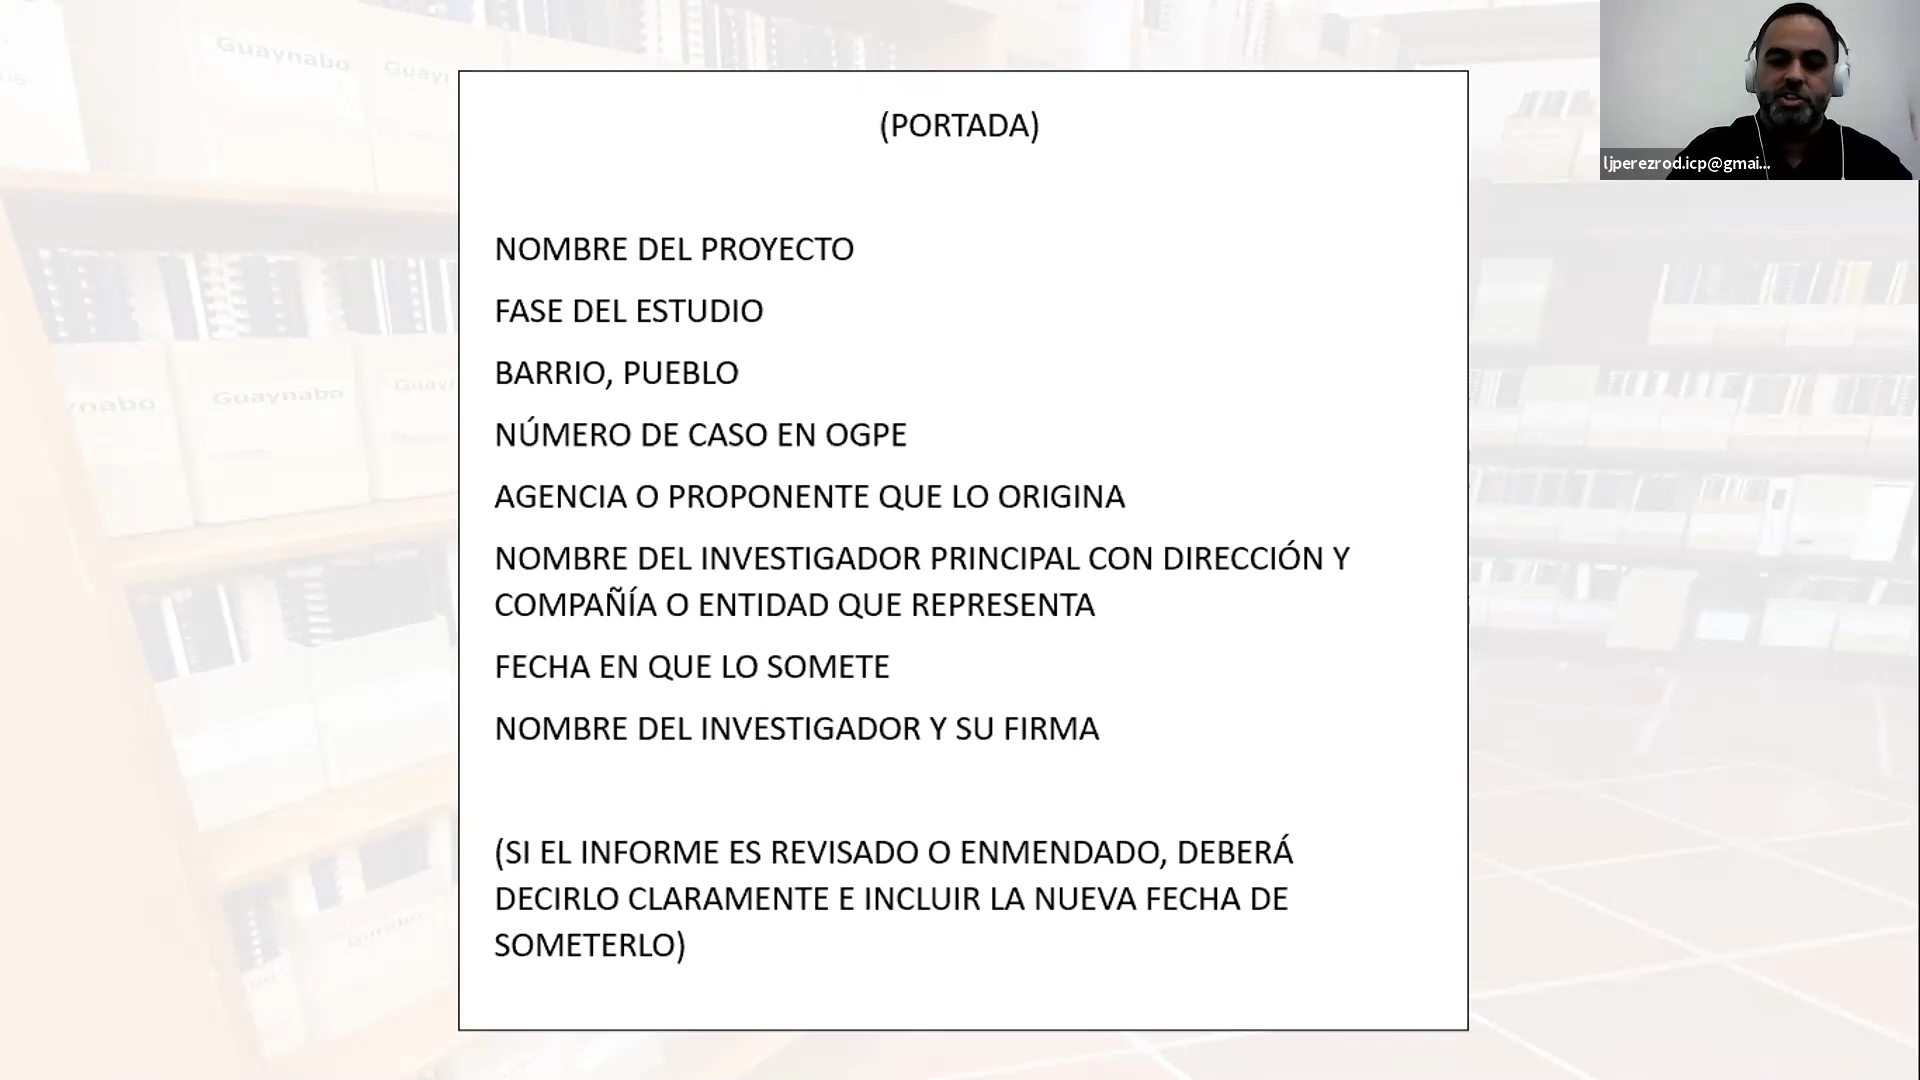 Guaynabo
(PORTADA)
ljperezrod.icp@gmai...
NOMBRE DEL PROYECTO
FASE DEL ESTUDIO
BARRIO, PUEBLO
Guaynabo
NÚMERO DE CASO EN OGPE
AGENCIA O PROPONENTE QUE LO ORIGINA
NOMBRE DEL INVESTIGADOR PRINCIPAL CON DIRECCIÓN Y
COMPAÑÍA O ENTIDAD QUE REPRESENTA
FECHA EN QUE LO SOMETE
NOMBRE DEL INVESTIGADOR Y SU FIRMA
(SI EL INFORME ES REVISADO O ENMENDADO, DEBERÁ
DECIRLO CLARAMENTE E INCLUIR LA NUEVA FECHA DE
SOMETERLO)